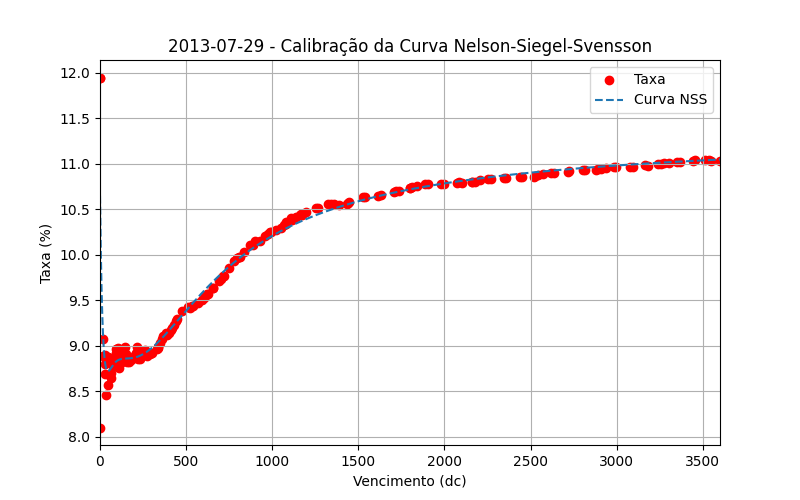 2013-07-29 - Calibração da Curva Nelson-Siegel-Svensson
Taxa
Curva NSS
Taxa (%)
12.0
11.5
11.0
10.5
10.0
9.5
9.0
8.5
8.0
0 500 1000 1500 2000 2500 3000 3500
Vencimento (dc)